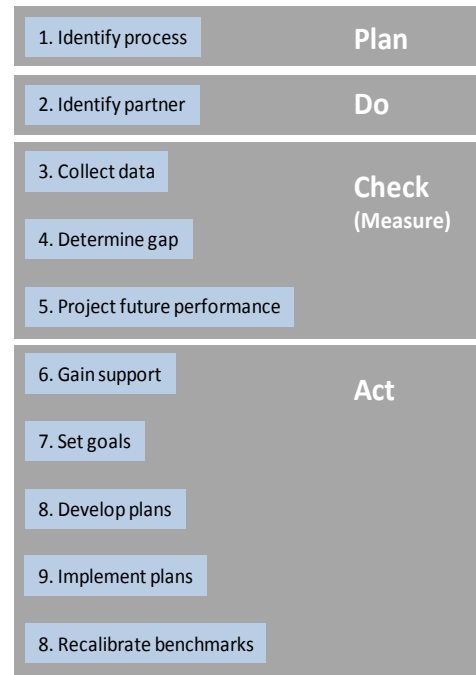 1. Identify process
Plan
2. Identify partner
Do
3. Collect data
Check
(Measure)
4. Determine gap
5. Project future performance
6. Gain support
Act
7. Set goals
8. Develop plans
9. Implement plans
8. Recalibrate benchmarks